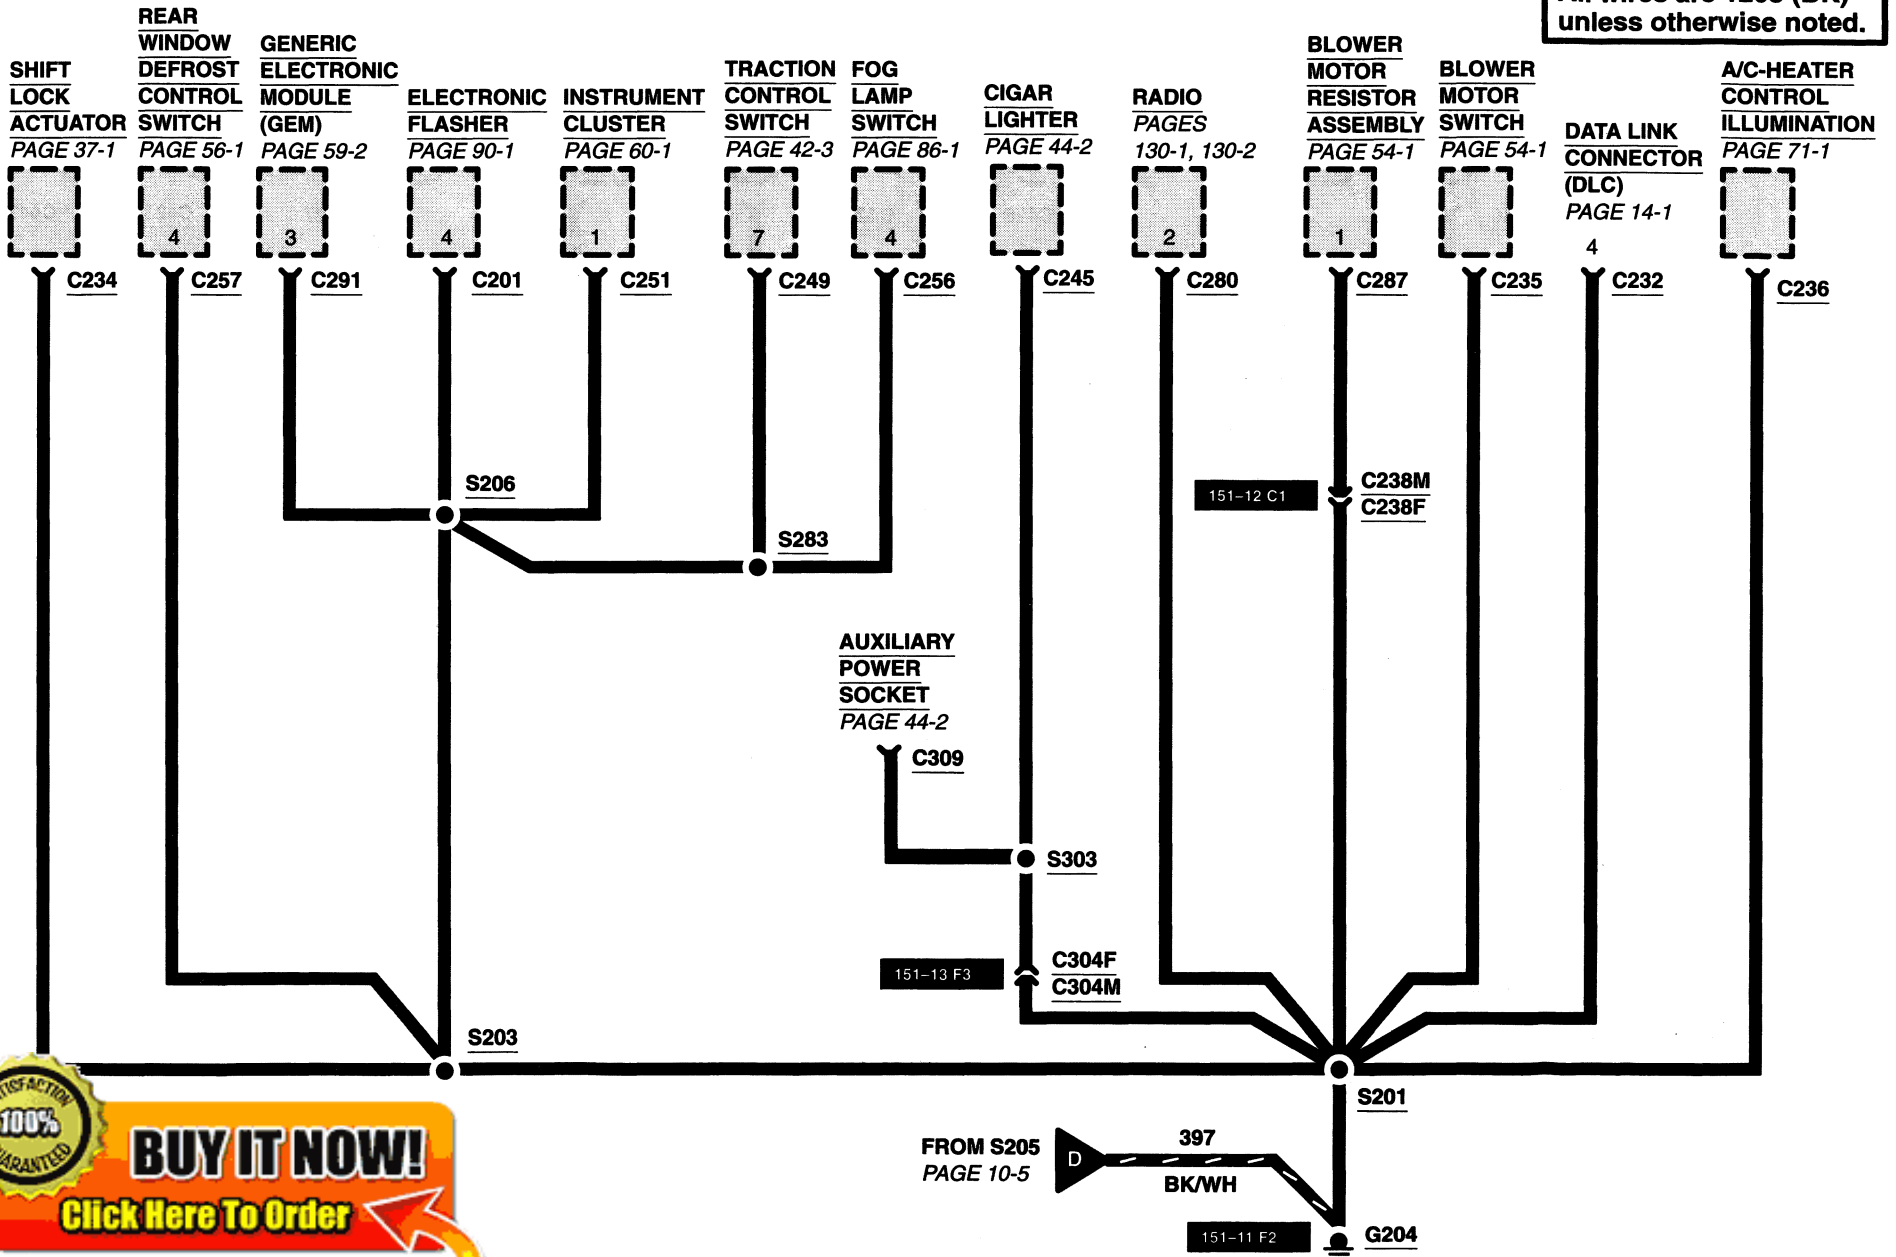 unless otherwise noted.
SHIFT
LOCK
ACTUATOR
PAGE 37-1
C234
REAR
WINDOW
DEFROST
CONTROL
SWITCH
PAGE 56-1
4
C257
GENERIC
ELECTRONIC
MODULE
(GEM)
PAGE 59-2
3
C291
ELECTRONIC
FLASHER
PAGE 90-1
4
C201
INSTRUMENT
CLUSTER
PAGE 60-1
1
C251
TRACTION
CONTROL
SWITCH
PAGE 42-3
7
C249
FOG
LAMP
SWITCH
PAGE 86-1
4
C256
CIGAR
LIGHTER
PAGE 44-2
C245
RADIO
PAGES
130-1, 130-2
2
C280
BLOWER
MOTOR
RESISTOR
ASSEMBLY
PAGE 54-1
1
C287
BLOWER
MOTOR
SWITCH
PAGE 54-1
C235
DATA LINK
CONNECTOR
(DLC)
PAGE 14-1
4
C232
A/C-HEATER
CONTROL
ILLUMINATION
PAGE 71-1
C236
S206
S283
151-12 C1
C238M
C238F
AUXILIARY
POWER
SOCKET
PAGE 44-2
C309
S303
151-13 F3
C304F
C304M
S203
S201
FROM S205
PAGE 10-5
D
397
BK/WH
151-11 F2
G204
100%
BUY IT NOW!
Click Here To Order